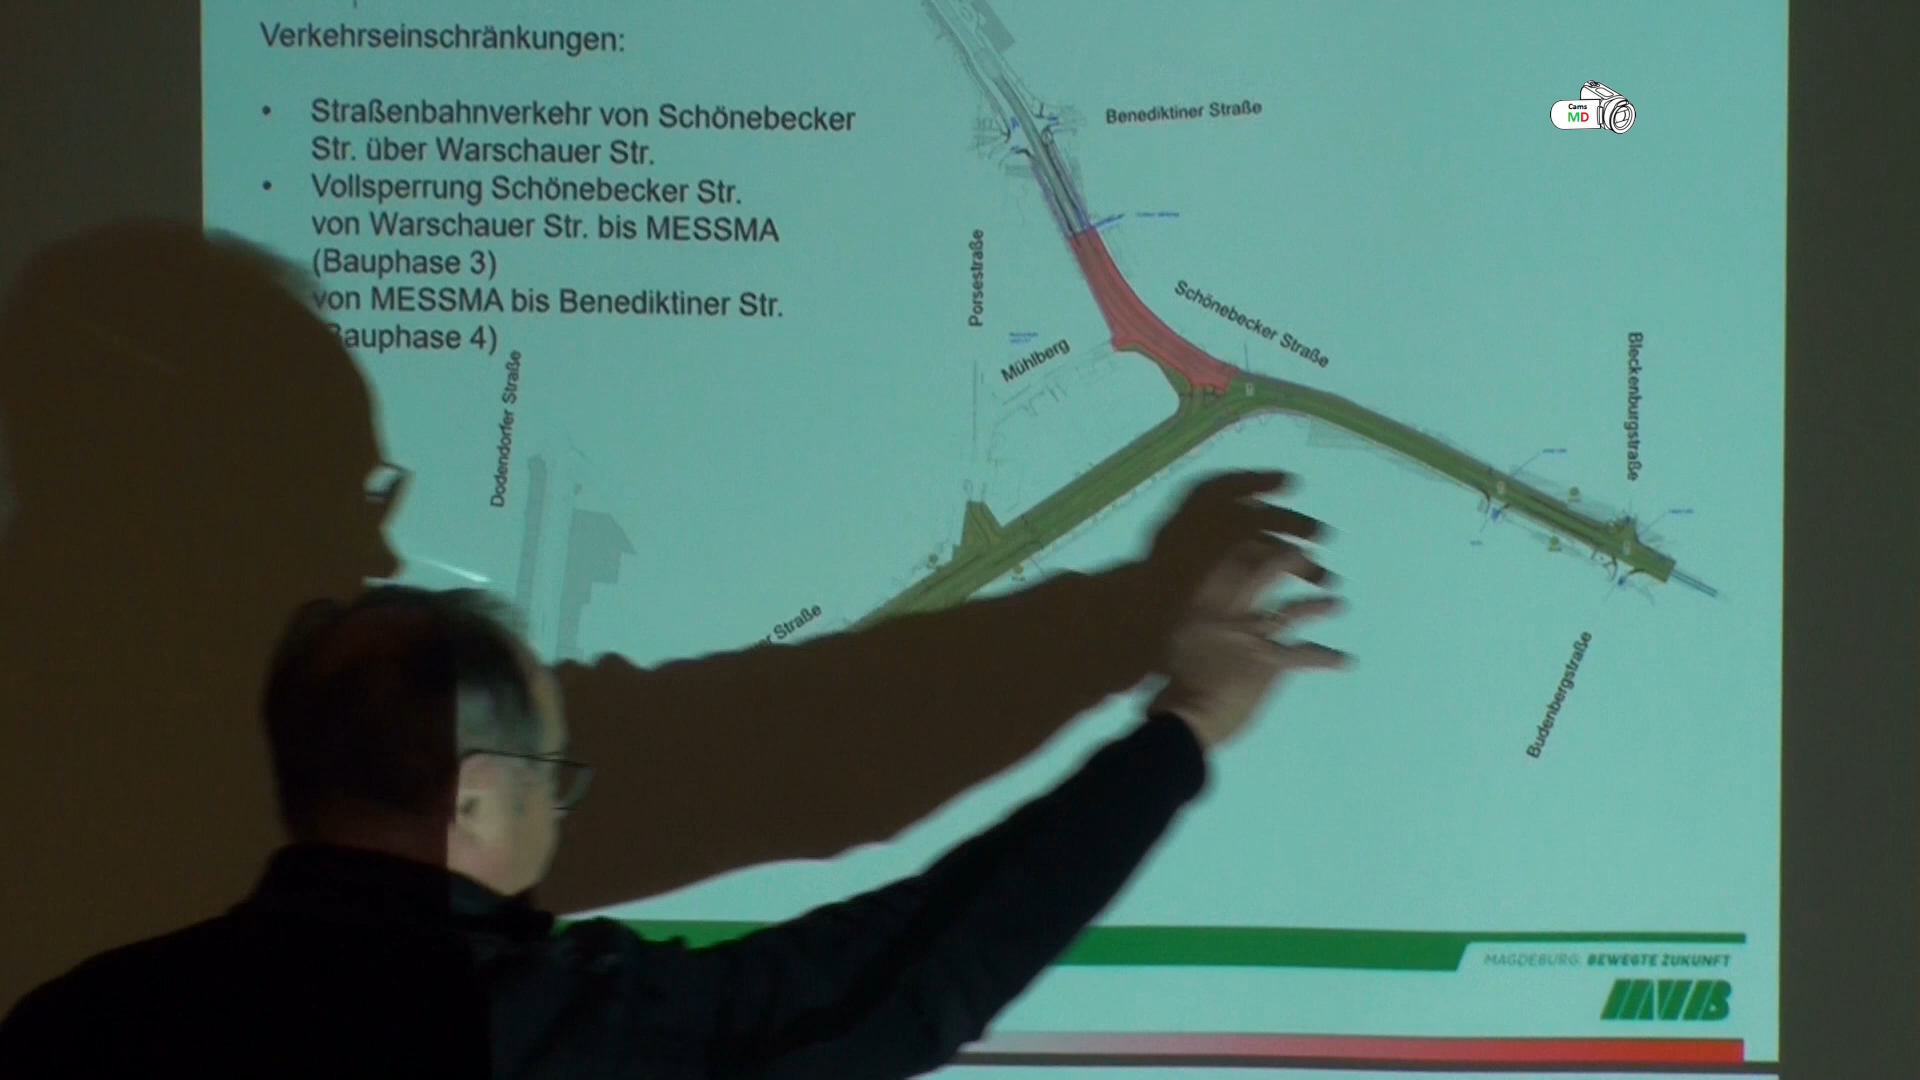 Verkehrseinschränkungen:
• Straßenbahnverkehr von Schönebecker
Str. über Warschauer Str.
• Vollsperrung Schönebecker Str.
von Warschauer Str. bis MESSMA
(Bauphase 3)
von MESSMA bis Benediktiner Str.
auphase 4)
Benediktiner Straße
Cams
MD
Porsestraße
Schönebecker Straße
Mühlberg
Bleckenburgstraße
Dodendorfer Straße
er Straße
Budenbergstraße
MAGDEBURG. BEWEGTE ZUKUNFT
MVB